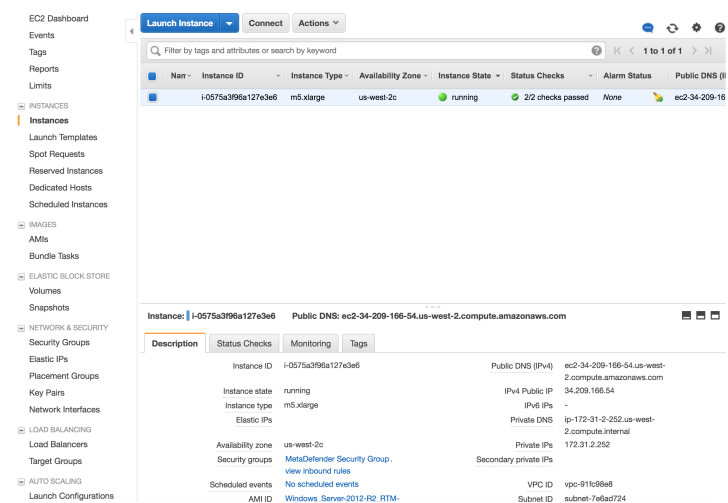 EC2 Dashboard
Events
Tags
Reports
Limits
INSTANCES
Instances
Launch Templates
Spot Requests
Reserved Instances
Dedicated Hosts
Scheduled Instances
IMAGES
AMIs
Bundle Tasks
ELASTIC BLOCK STORE
Volumes
Snapshots
NETWORK & SECURITY
Security Groups
Elastic IPs
Placement Groups
Key Pairs
Network Interfaces
LOAD BALANCING
Load Balancers
Target Groups
AUTO SCALING
Launch Configurations
Launch Instance Connect Actions
Filter by tags and attributes or search by keyword 1 to 1 of 1
Nam Instance ID Instance Type Availability Zone Instance State Status Checks Alarm Status Public DNS (I
i-0575a3f96a127e3e6 m5.xlarge us-west-2c running 2/2 checks passed None ec2-34-209-16
Instance: i-0575a3f96a127e3e6 Public DNS: ec2-34-209-166-54.us-west-2.compute.amazonaws.com
Description Status Checks Monitoring Tags
Instance ID i-0575a3f96a127e3e6 Public DNS (IPv4) ec2-34-209-166-54.us-west-
2.compute.amazonaws.com
Instance state running IPv4 Public IP 34.209.166.54
Instance type m5.xlarge IPv6 IPs -
Elastic IPs Private DNS ip-172-31-2-252.us-west-
2.compute.internal
Availability zone us-west-2c Private IPs 172.31.2.252
Security groups MetaDefender Security Group. Secondary private IPs
view inbound rules
Scheduled events No scheduled events VPC ID vpc-91fc98e8
AMI ID Windows_Server-2012-R2_RTM- Subnet ID subnet-7e6ad724